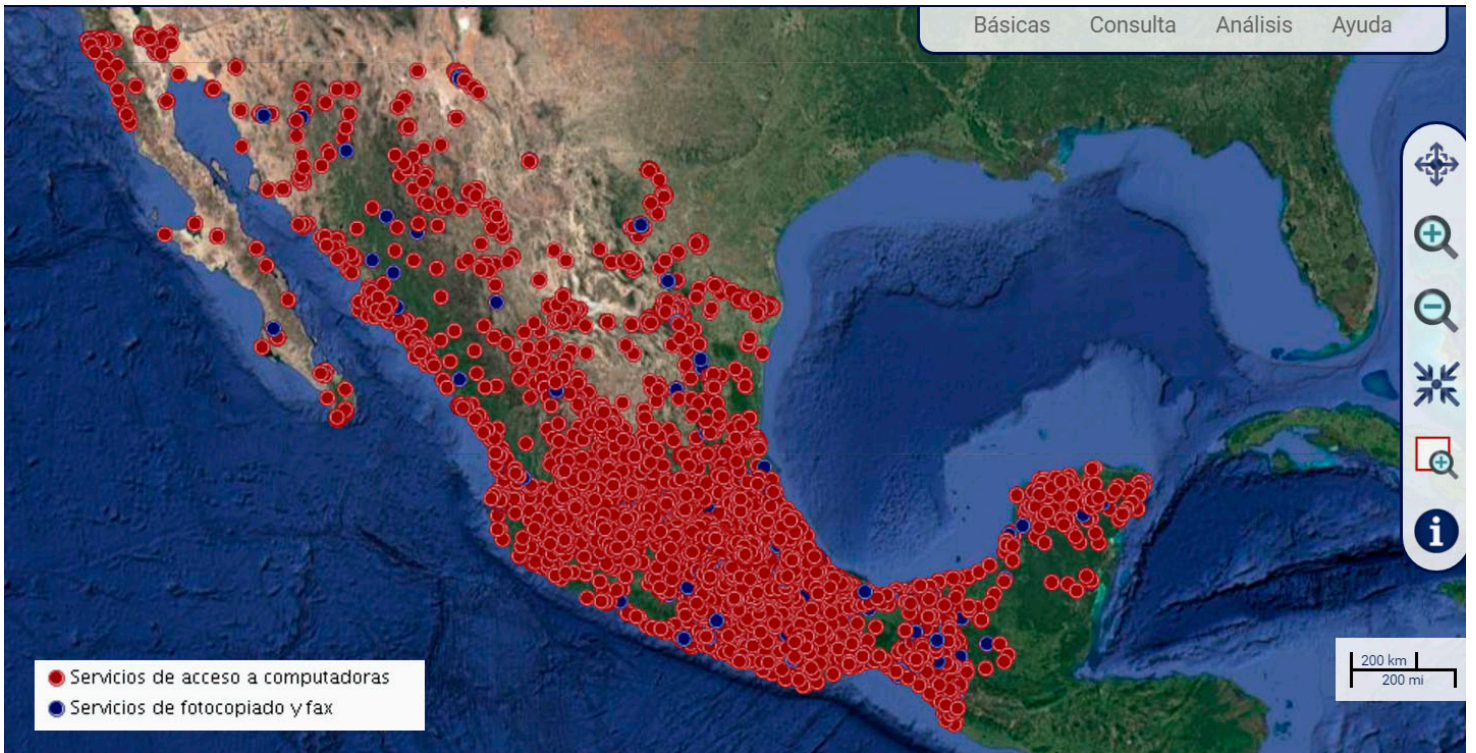 Básicas Consulta Análisis Ayuda
Servicios de acceso a computadoras
Servicios de fotocopiado y fax
200 km
200 mi